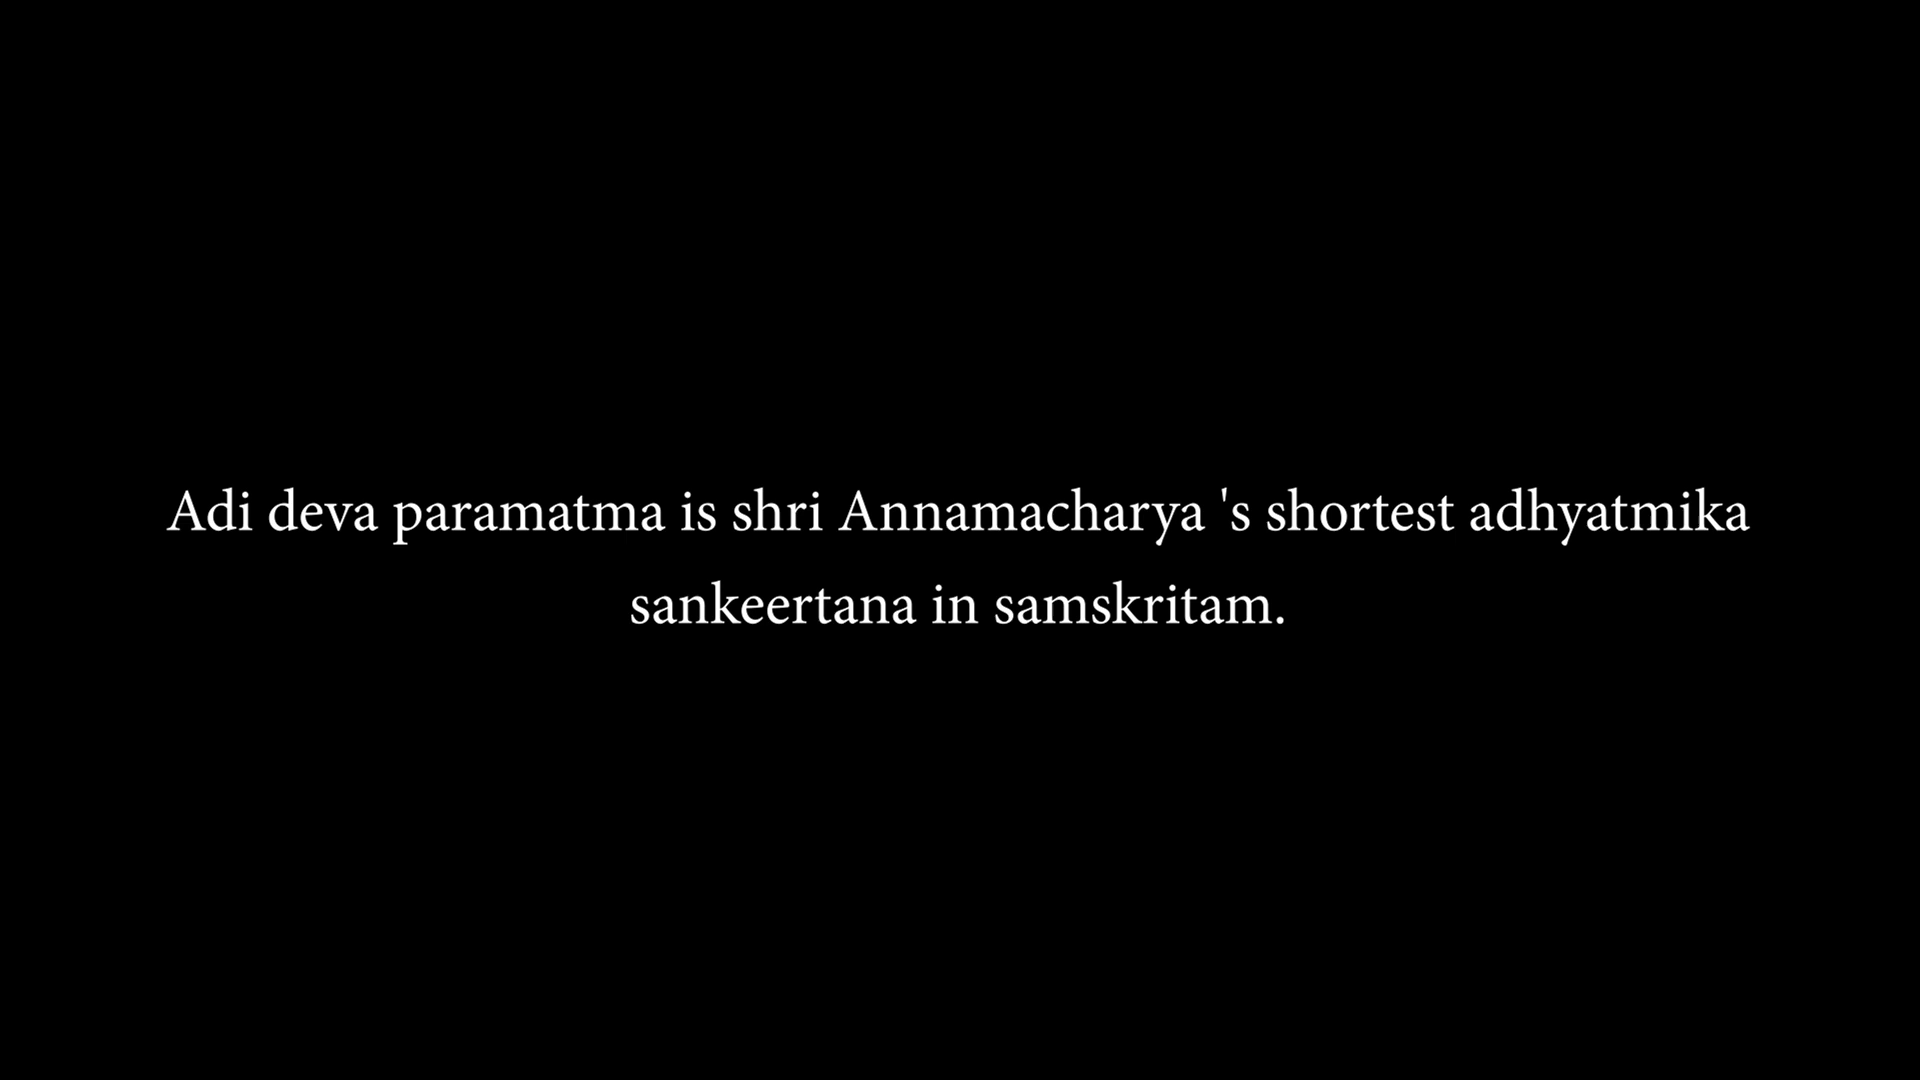 Adi deva paramatma is shri Annamacharya 's shortest adhyatmika
sankeertana in samskritam.